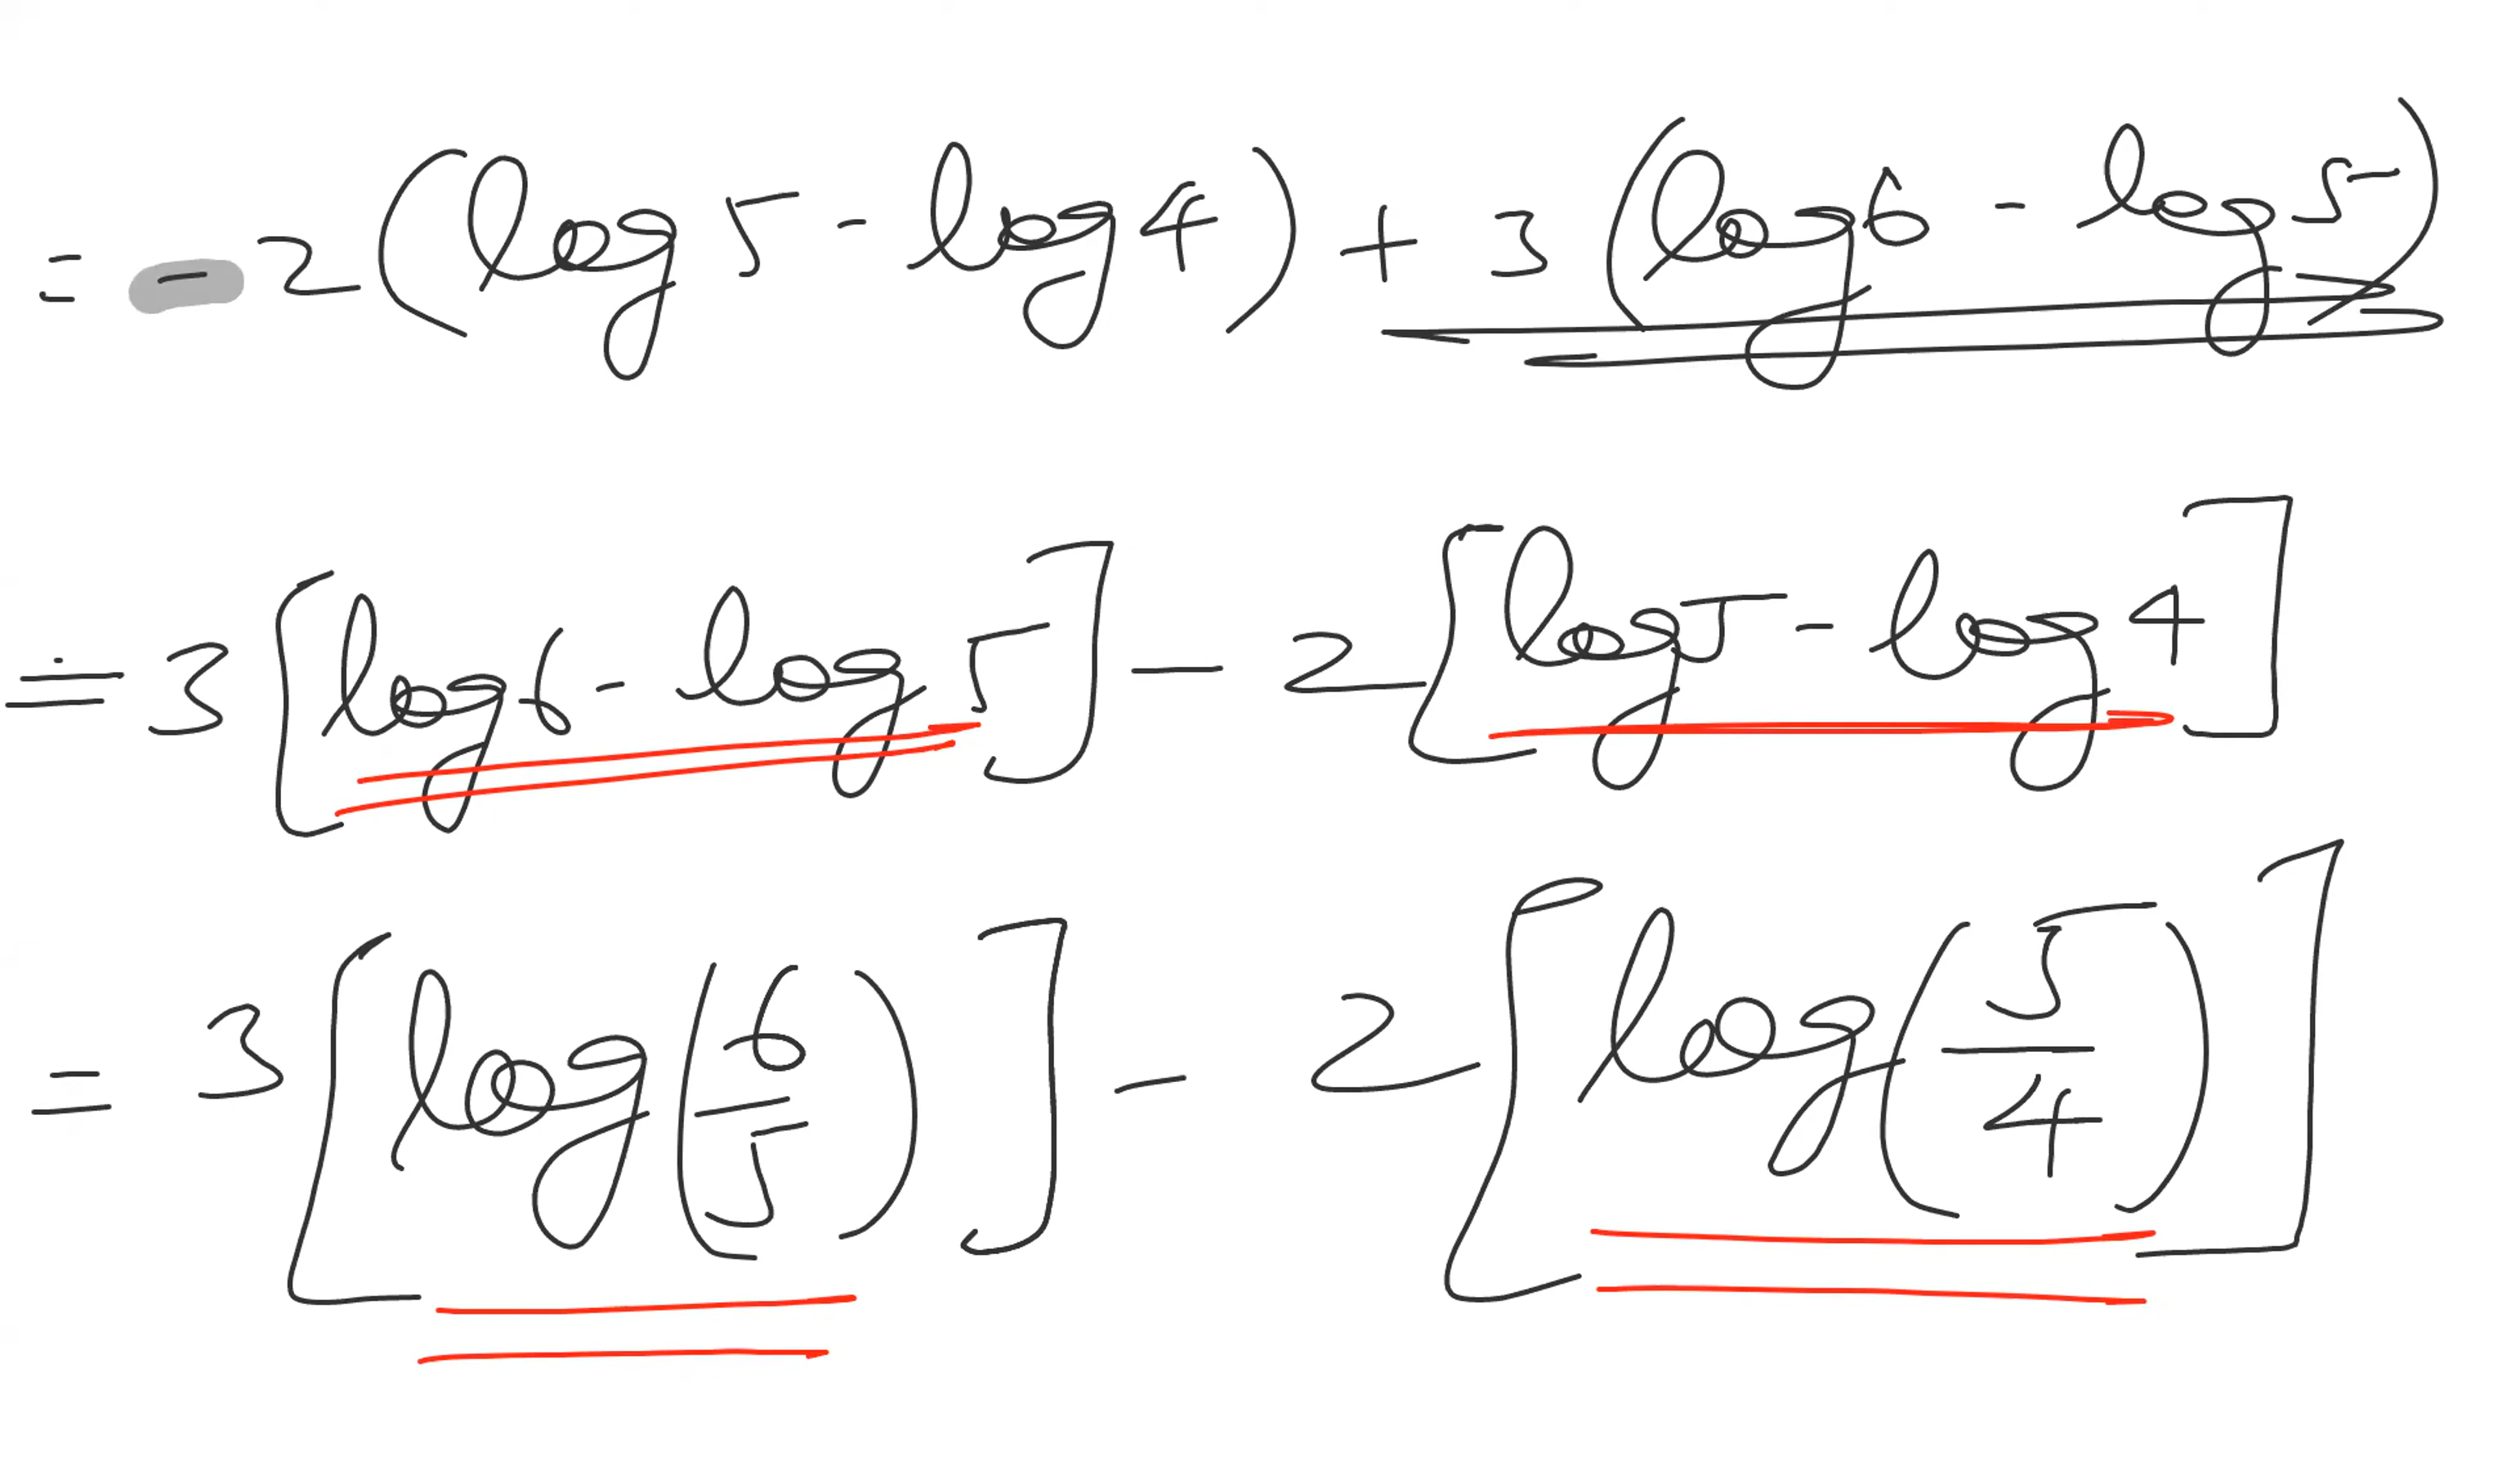 = - 2 (log 5 - log 4) + 3 (log 6 - log 5)
= 3 [log 6 - log 5] - 2 [log 5 - log 4]
= 3 [log (6/5)] - 2 [log (5/4)]